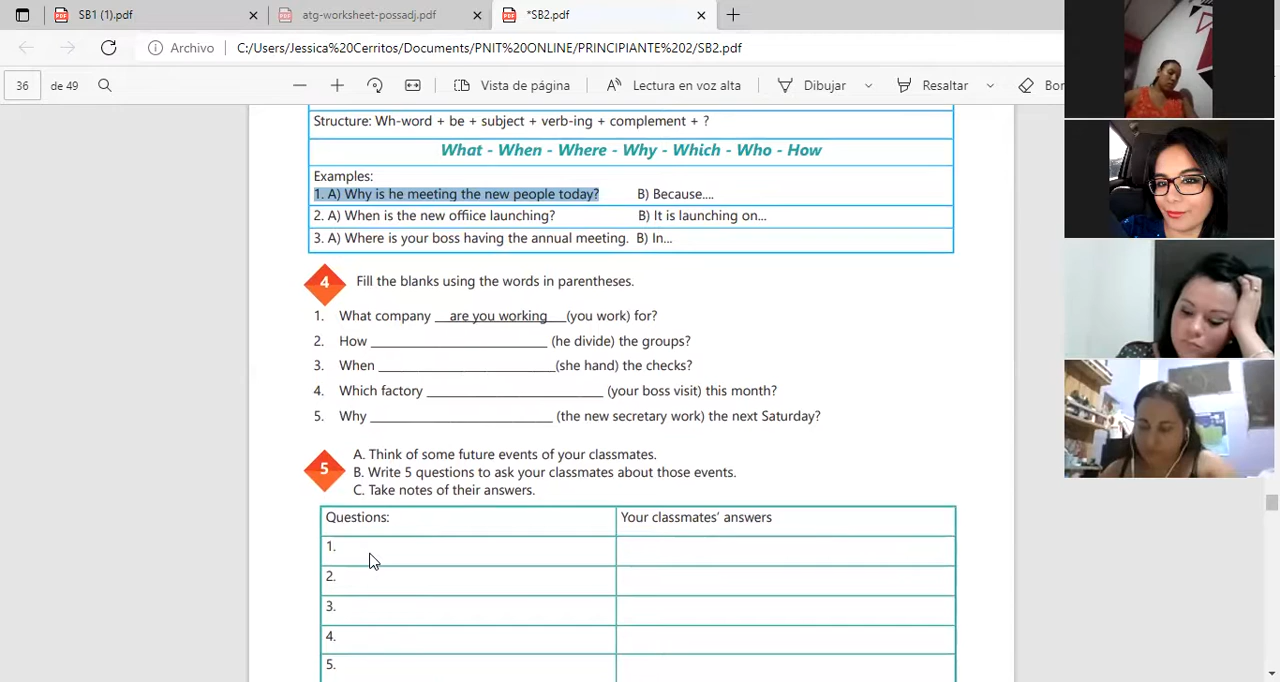 SB1 (1).pdf
atg-worksheet-possadj.pdf
*SB2.pdf
Archivo C:/Users/Jessica%20Cerritos/Documents/PNIT%20ONLINE/PRINCIPIANTE%202/SB2.pdf
36 de 49 Vista de página Lectura en voz alta Dibujar Resaltar Bor
Structure: Wh-word + be + subject + verb-ing + complement + ?
What - When - Where - Why - Which - Who - How
Examples:
1. A) Why is he meeting the new people today? B) Because....
2. A) When is the new office launching? B) It is launching on...
3. A) Where is your boss having the annual meeting. B) In...
4 Fill the blanks using the words in parentheses.
1. What company __are you working___(you work) for?
2. How ____________________ (he divide) the groups?
3. When ____________________(she hand) the checks?
4. Which factory ____________________ (your boss visit) this month?
5. Why ____________________ (the new secretary work) the next Saturday?
5 A. Think of some future events of your classmates.
B. Write 5 questions to ask your classmates about those events.
C. Take notes of their answers.
Questions: Your classmates' answers
1.
2.
3.
4.
5.